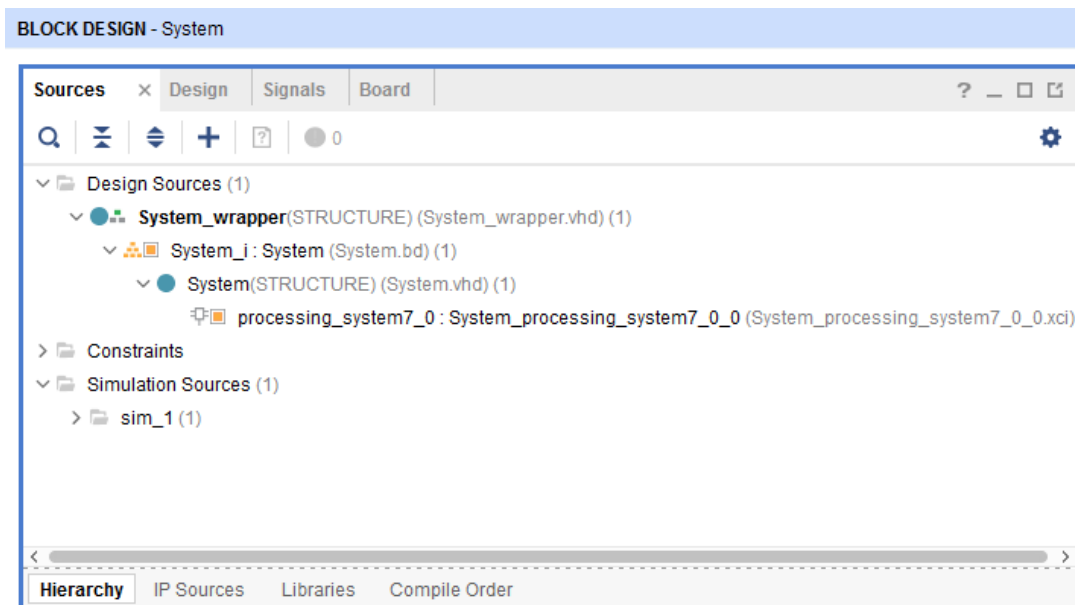 BLOCK DESIGN - System
Sources × Design Signals Board ? _
0
Design Sources (1)
System_wrapper(STRUCTURE) (System_wrapper.vhd) (1)
System_i : System (System.bd) (1)
System(STRUCTURE) (System.vhd) (1)
processing_system7_0 : System_processing_system7_0_0 (System_processing_system7_0_0.xci)
Constraints
Simulation Sources (1)
sim_1 (1)
Hierarchy IP Sources Libraries Compile Order